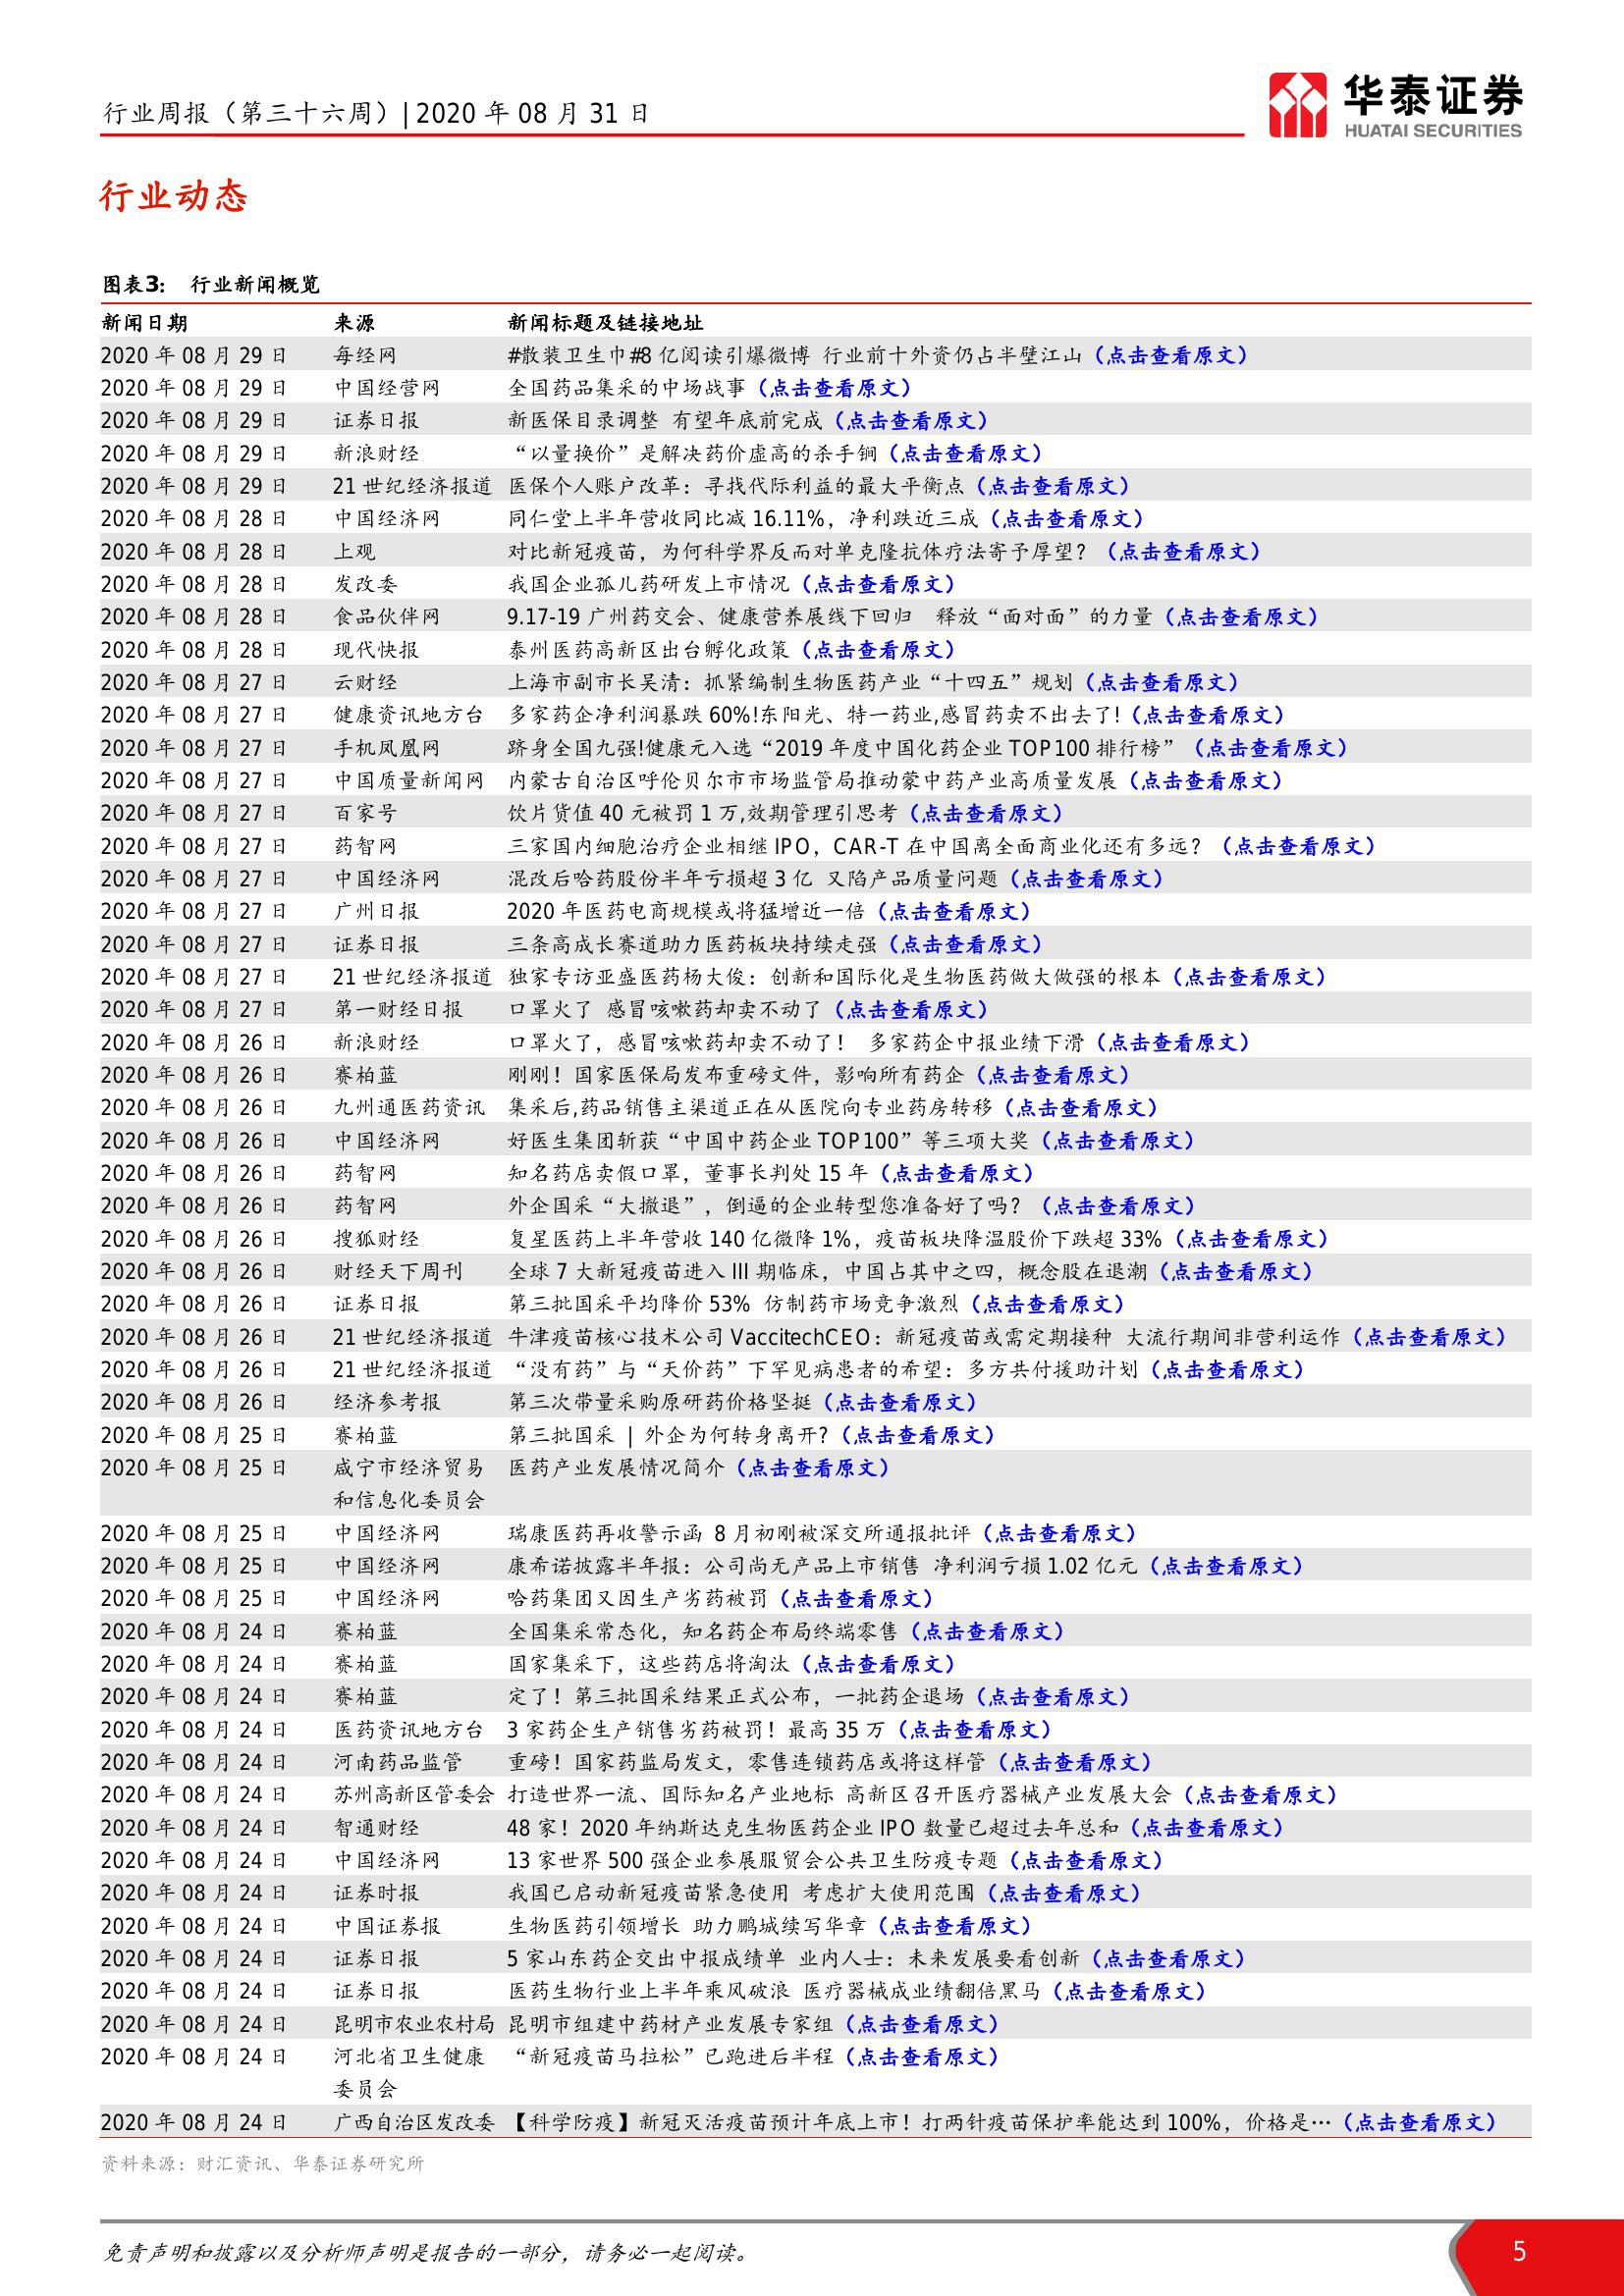 行业周报（第三十六周）| 2020 年 08 月 31 日
华泰证券
HUATAI SECURITIES
行业动态
图表3： 行业新闻概览
新闻日期 来源 新闻标题及链接地址
2020 年 08 月 29 日 每经网 #散装卫生巾#8 亿阅读引爆微博 行业前十外资仍占半壁江山（点击查看原文）
2020 年 08 月 29 日 中国经营网 全国药品集采的中场战事（点击查看原文）
2020 年 08 月 29 日 证券日报 新医保目录调整 有望年底前完成（点击查看原文）
2020 年 08 月 29 日 新浪财经 “以量换价”是解决药价虚高的杀手锏（点击查看原文）
2020 年 08 月 29 日 21 世纪经济报道 医保个人账户改革：寻找代际利益的最大平衡点（点击查看原文）
2020 年 08 月 28 日 中国经济网 同仁堂上半年营收同比减 16.11%，净利跌近三成（点击查看原文）
2020 年 08 月 28 日 上观 对比新冠疫苗，为何科学界反而对单克隆抗体疗法寄予厚望？（点击查看原文）
2020 年 08 月 28 日 发改委 我国企业孤儿药研发上市情况（点击查看原文）
2020 年 08 月 28 日 食品伙伴网 9.17-19 广州药交会、健康营养展线下回归 释放“面对面”的力量（点击查看原文）
2020 年 08 月 28 日 现代快报 泰州医药高新区出台孵化政策（点击查看原文）
2020 年 08 月 27 日 云财经 上海市副市长吴清：抓紧编制生物医药产业“十四五”规划（点击查看原文）
2020 年 08 月 27 日 健康资讯地方台 多家药企净利润暴跌 60%!东阳光、特一药业,感冒药卖不出去了!（点击查看原文）
2020 年 08 月 27 日 手机凤凰网 跻身全国九强!健康元入选“2019 年度中国化药企业 TOP100 排行榜”（点击查看原文）
2020 年 08 月 27 日 中国质量新闻网 内蒙古自治区呼伦贝尔市市场监管局推动蒙中药产业高质量发展（点击查看原文）
2020 年 08 月 27 日 百家号 饮片货值 40 元被罚 1 万,效期管理引思考（点击查看原文）
2020 年 08 月 27 日 药智网 三家国内细胞治疗企业相继 IPO，CAR-T 在中国离全面商业化还有多远？（点击查看原文）
2020 年 08 月 27 日 中国经济网 混改后哈药股份半年亏损超 3 亿 又陷产品质量问题（点击查看原文）
2020 年 08 月 27 日 广州日报 2020 年医药电商规模或将猛增近一倍（点击查看原文）
2020 年 08 月 27 日 证券日报 三条高成长赛道助力医药板块持续走强（点击查看原文）
2020 年 08 月 27 日 21 世纪经济报道 独家专访亚盛医药杨大俊：创新和国际化是生物医药做大做强的根本（点击查看原文）
2020 年 08 月 27 日 第一财经日报 口罩火了 感冒咳嗽药却卖不动了（点击查看原文）
2020 年 08 月 26 日 新浪财经 口罩火了，感冒咳嗽药却卖不动了！ 多家药企中报业绩下滑（点击查看原文）
2020 年 08 月 26 日 赛柏蓝 刚刚！国家医保局发布重磅文件，影响所有药企（点击查看原文）
2020 年 08 月 26 日 九州通医药资讯 集采后,药品销售主渠道正在从医院向专业药房转移（点击查看原文）
2020 年 08 月 26 日 中国经济网 好医生集团斩获“中国中药企业 TOP100”等三项大奖（点击查看原文）
2020 年 08 月 26 日 药智网 知名药店卖假口罩，董事长判处 15 年（点击查看原文）
2020 年 08 月 26 日 药智网 外企国采“大撤退”，倒逼的企业转型您准备好了吗？（点击查看原文）
2020 年 08 月 26 日 搜狐财经 复星医药上半年营收 140 亿微降 1%，疫苗板块降温股价下跌超 33%（点击查看原文）
2020 年 08 月 26 日 财经天下周刊 全球 7 大新冠疫苗进入 III 期临床，中国占其中之四，概念股在退潮（点击查看原文）
2020 年 08 月 26 日 证券日报 第三批国采平均降价 53% 仿制药市场竞争激烈（点击查看原文）
2020 年 08 月 26 日 21 世纪经济报道 牛津疫苗核心技术公司 VaccitechCEO：新冠疫苗或需定期接种 大流行期间非营利运作（点击查看原文）
2020 年 08 月 26 日 21 世纪经济报道 “没有药”与“天价药”下罕见病患者的希望：多方共付援助计划（点击查看原文）
2020 年 08 月 26 日 经济参考报 第三次带量采购原研药价格坚挺（点击查看原文）
2020 年 08 月 25 日 赛柏蓝 第三批国采 | 外企为何转身离开?（点击查看原文）
2020 年 08 月 25 日 咸宁市经济贸易 医药产业发展情况简介（点击查看原文）
和信息化委员会
2020 年 08 月 25 日 中国经济网 瑞康医药再收警示函 8 月初刚被深交所通报批评（点击查看原文）
2020 年 08 月 25 日 中国经济网 康希诺披露半年报：公司尚无产品上市销售 净利润亏损 1.02 亿元（点击查看原文）
2020 年 08 月 25 日 中国经济网 哈药集团又因生产劣药被罚（点击查看原文）
2020 年 08 月 24 日 赛柏蓝 全国集采常态化，知名药企布局终端零售（点击查看原文）
2020 年 08 月 24 日 赛柏蓝 国家集采下，这些药店将淘汰（点击查看原文）
2020 年 08 月 24 日 赛柏蓝 定了！第三批国采结果正式公布，一批药企退场（点击查看原文）
2020 年 08 月 24 日 医药资讯地方台 3 家药企生产销售劣药被罚！最高 35 万（点击查看原文）
2020 年 08 月 24 日 河南药品监管 重磅！国家药监局发文，零售连锁药店或将这样管（点击查看原文）
2020 年 08 月 24 日 苏州高新区管委会 打造世界一流、国际知名产业地标 高新区召开医疗器械产业发展大会（点击查看原文）
2020 年 08 月 24 日 智通财经 48 家！2020 年纳斯达克生物医药企业 IPO 数量已超过去年总和（点击查看原文）
2020 年 08 月 24 日 中国经济网 13 家世界 500 强企业参展服贸会公共卫生防疫专题（点击查看原文）
2020 年 08 月 24 日 证券时报 我国已启动新冠疫苗紧急使用 考虑扩大使用范围（点击查看原文）
2020 年 08 月 24 日 中国证券报 生物医药引领增长 助力鹏城续写华章（点击查看原文）
2020 年 08 月 24 日 证券日报 5 家山东药企交出中报成绩单 业内人士：未来发展要看创新（点击查看原文）
2020 年 08 月 24 日 证券日报 医药生物行业上半年乘风破浪 医疗器械成业绩翻倍黑马（点击查看原文）
2020 年 08 月 24 日 昆明市农业农村局 昆明市组建中药材产业发展专家组（点击查看原文）
2020 年 08 月 24 日 河北省卫生健康 “新冠疫苗马拉松”已跑进后半程（点击查看原文）
委员会
2020 年 08 月 24 日 广西自治区发改委 【科学防疫】新冠灭活疫苗预计年底上市！打两针疫苗保护率能达到 100%，价格是…（点击查看原文）
资料来源：财汇资讯、华泰证券研究所
免责声明和披露以及分析师声明是报告的一部分，请务必一起阅读。
5